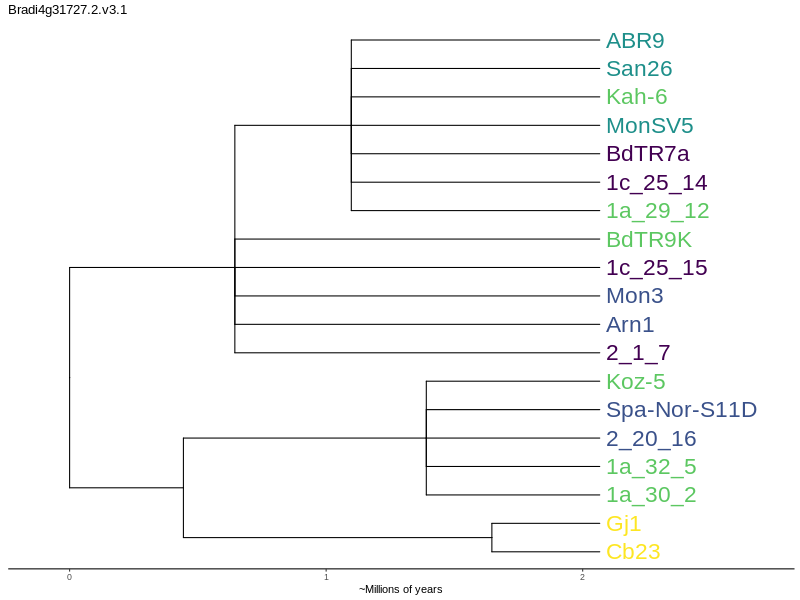 Bradi4g31727.2.v3.1
ABR9
San26
Kah-6
MonSV5
BdTR7a
1c_25_14
1a_29_12
BdTR9K
1c_25_15
Mon3
Arn1
2_1_7
Koz-5
Spa-Nor-S11D
2_20_16
1a_32_5
1a_30_2
Gj1
Cb23
0 1 2
~Millions of years